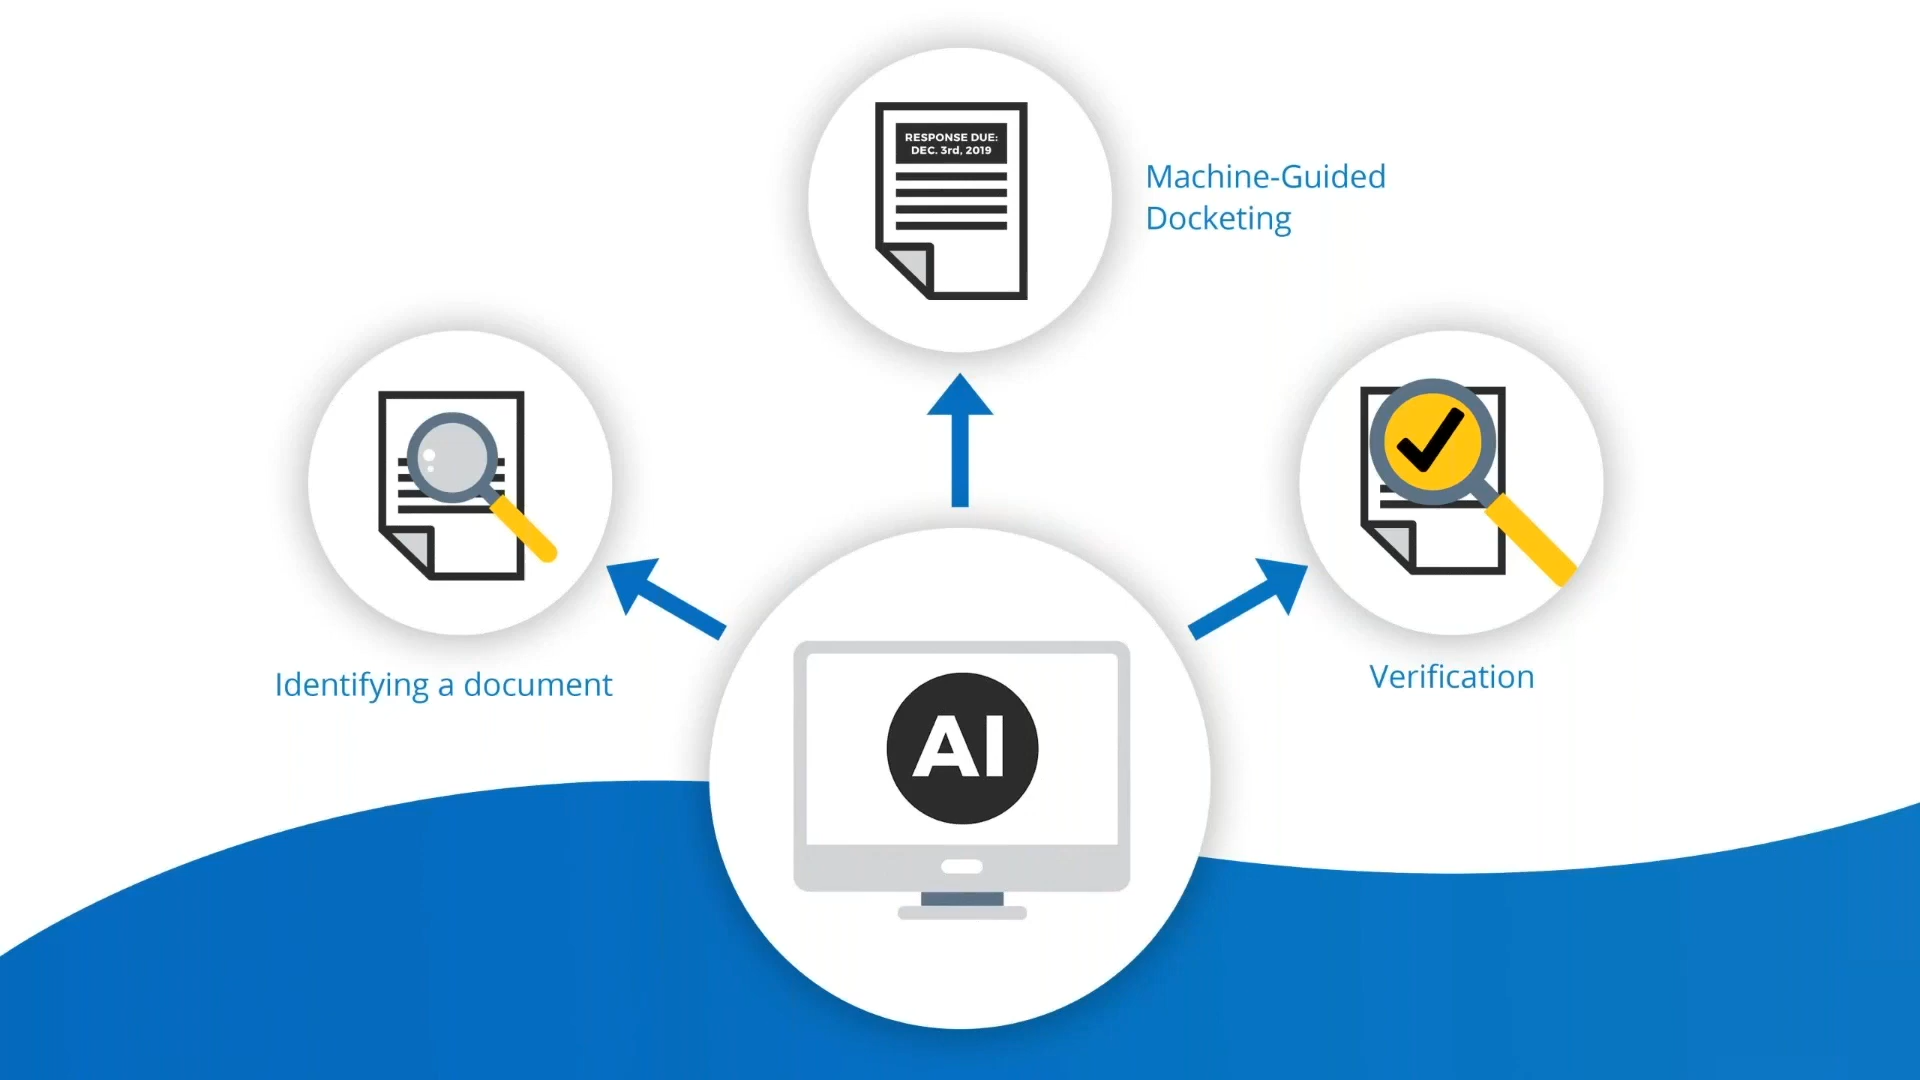 RESPONSE DUE:
DEC. 3rd, 2019
Machine-Guided
Docketing
Identifying a document
Verification
AI